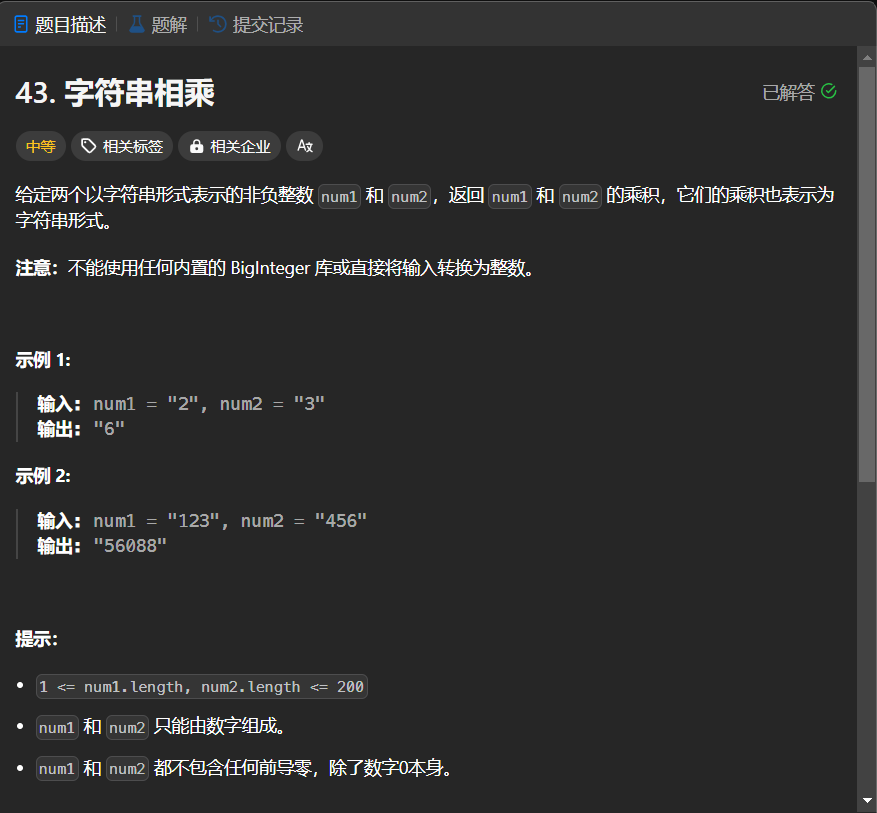 题目描述 题解 提交记录
43. 字符串相乘
已解答
中等 相关标签 相关企业 Ax
给定两个以字符串形式表示的非负整数 num1 和 num2，返回 num1 和 num2 的乘积，它们的乘积也表示为
字符串形式。
注意：不能使用任何内置的 BigInteger 库或直接将输入转换为整数。
示例 1:
输入: num1 = "2", num2 = "3"
输出: "6"
示例 2:
输入: num1 = "123", num2 = "456"
输出: "56088"
提示：
1 <= num1.length, num2.length <= 200
num1 和 num2 只能由数字组成。
num1 和 num2 都不包含任何前导零，除了数字0本身。